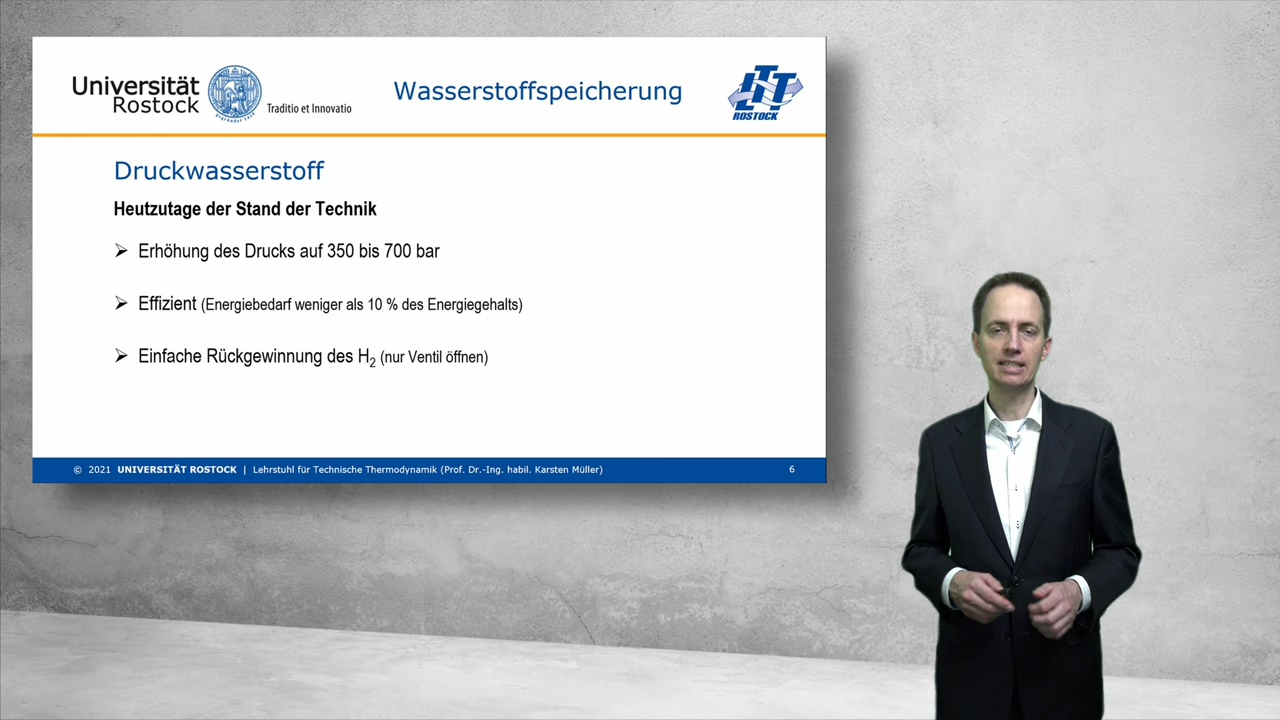 Universität
Rostock
Traditio et Innovatio
Wasserstoffspeicherung
ROSTOCK
Druckwasserstoff
Heutzutage der Stand der Technik
➢ Erhöhung des Drucks auf 350 bis 700 bar
➢ Effizient (Energiebedarf weniger als 10 % des Energiegehalts)
➢ Einfache Rückgewinnung des H₂ (nur Ventil öffnen)
© 2021 UNIVERSITÄT ROSTOCK | Lehrstuhl für Technische Thermodynamik (Prof. Dr.-Ing. habil. Karsten Müller)
6